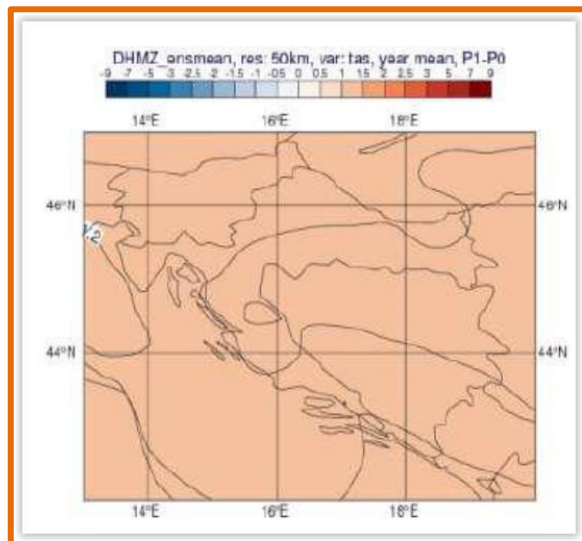 DHMZ_ensmean, res: 50km, var: tas, year mean, P1-P0
-9 -7 -5 -3 -2.5 -2 -1.5 -1 -0.5 0 0.5 1 1.5 2 2.5 3 5 7 9
14°E 16°E 18°E
46°N 46°N
44°N 44°N
14°E 16°E 18°E